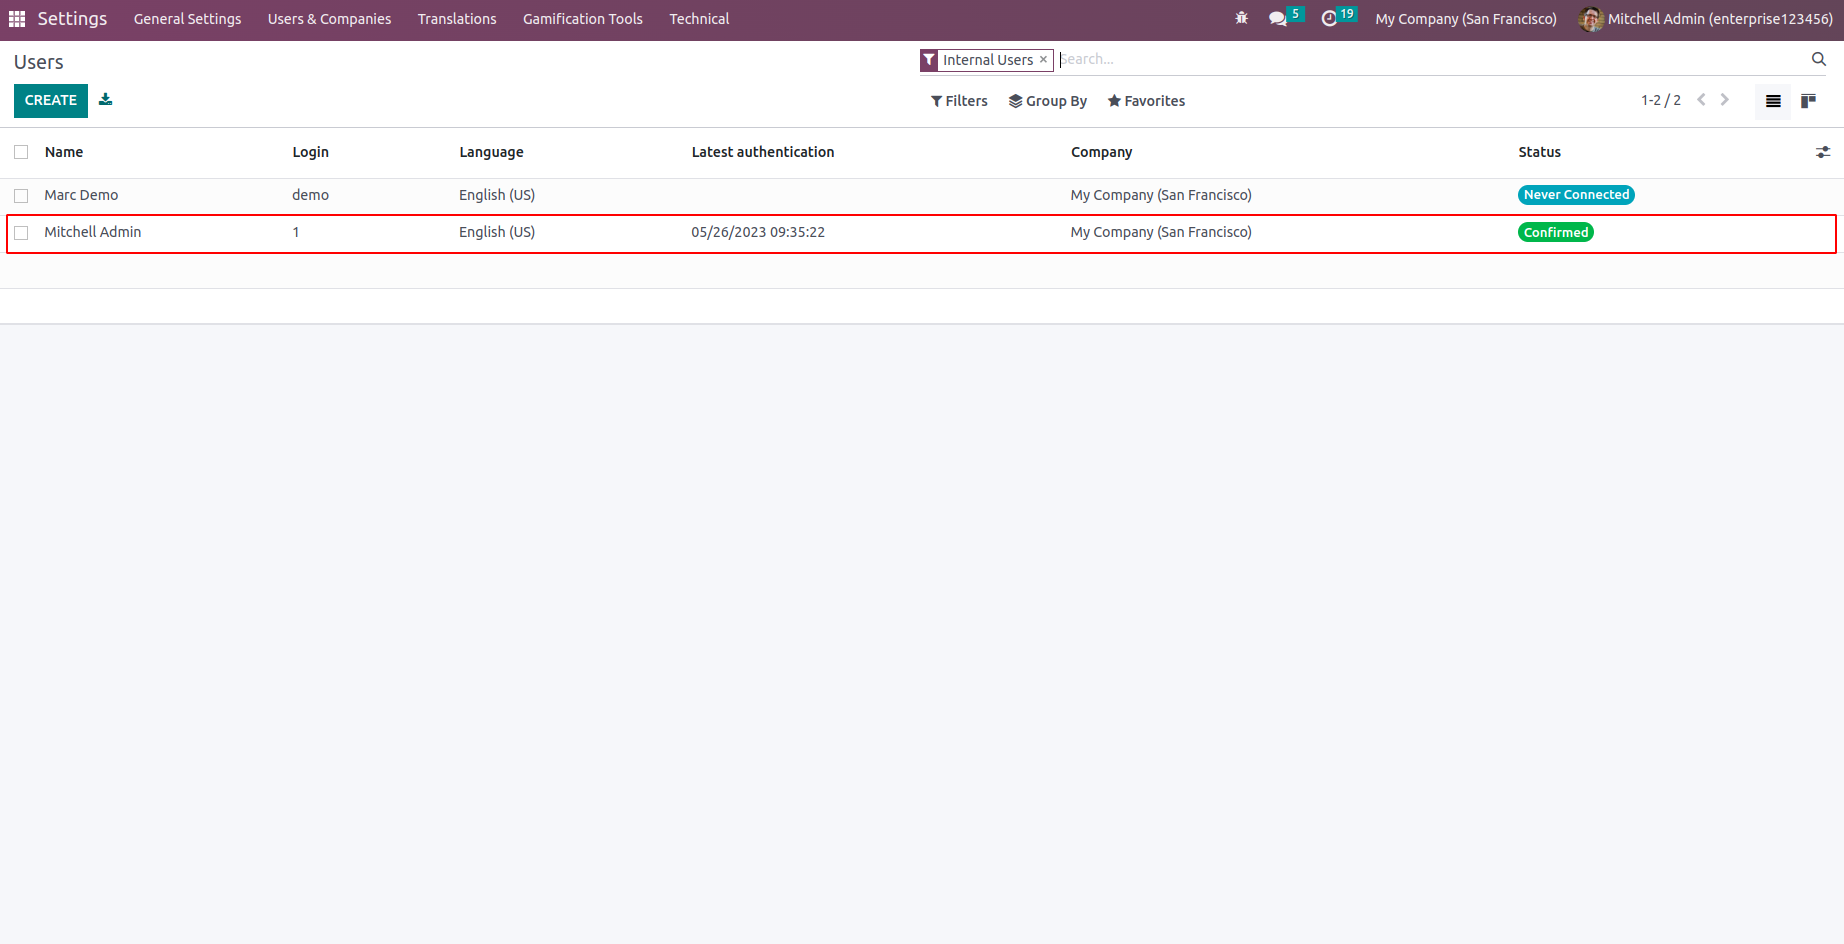 Settings General Settings Users & Companies Translations Gamification Tools Technical 5 19 My Company (San Francisco) Mitchell Admin (enterprise123456)
Users Internal Users × Search...
CREATE Filters Group By Favorites 1-2 / 2
Name Login Language Latest authentication Company Status
Marc Demo demo English (US) My Company (San Francisco) Never Connected
Mitchell Admin 1 English (US) 05/26/2023 09:35:22 My Company (San Francisco) Confirmed